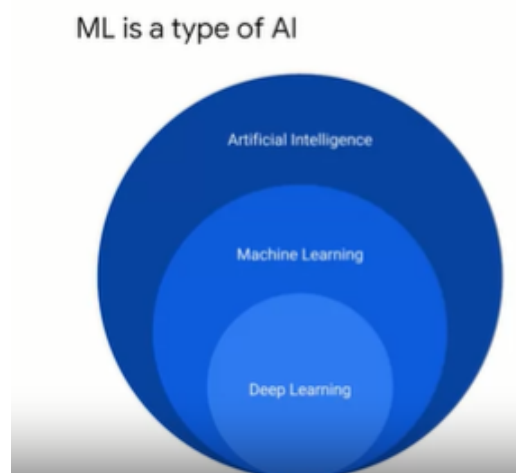 ML is a type of AI
Artificial Intelligence
Machine Learning
Deep Learning